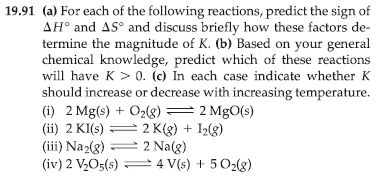 19.91 (a) For each of the following reactions, predict the sign of
ΔH° and ΔS° and discuss briefly how these factors de-
termine the magnitude of K. (b) Based on your general
chemical knowledge, predict which of these reactions
will have K > 0. (c) In each case indicate whether K
should increase or decrease with increasing temperature.
(i) 2 Mg(s) + O₂(g) ⇌ 2 MgO(s)
(ii) 2 KI(s) ⇌ 2 K(g) + I₂(g)
(iii) Na₂(g) ⇌ 2 Na(g)
(iv) 2 V₂O₅(s) ⇌ 4 V(s) + 5 O₂(g)